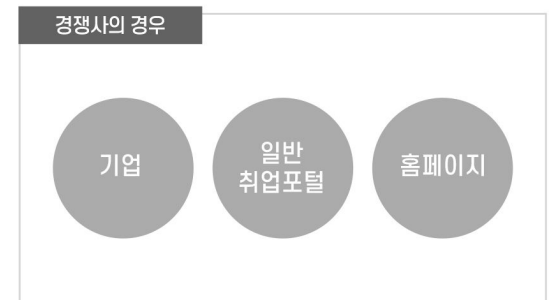 경쟁사의 경우
기업
일반
취업포털
홈페이지